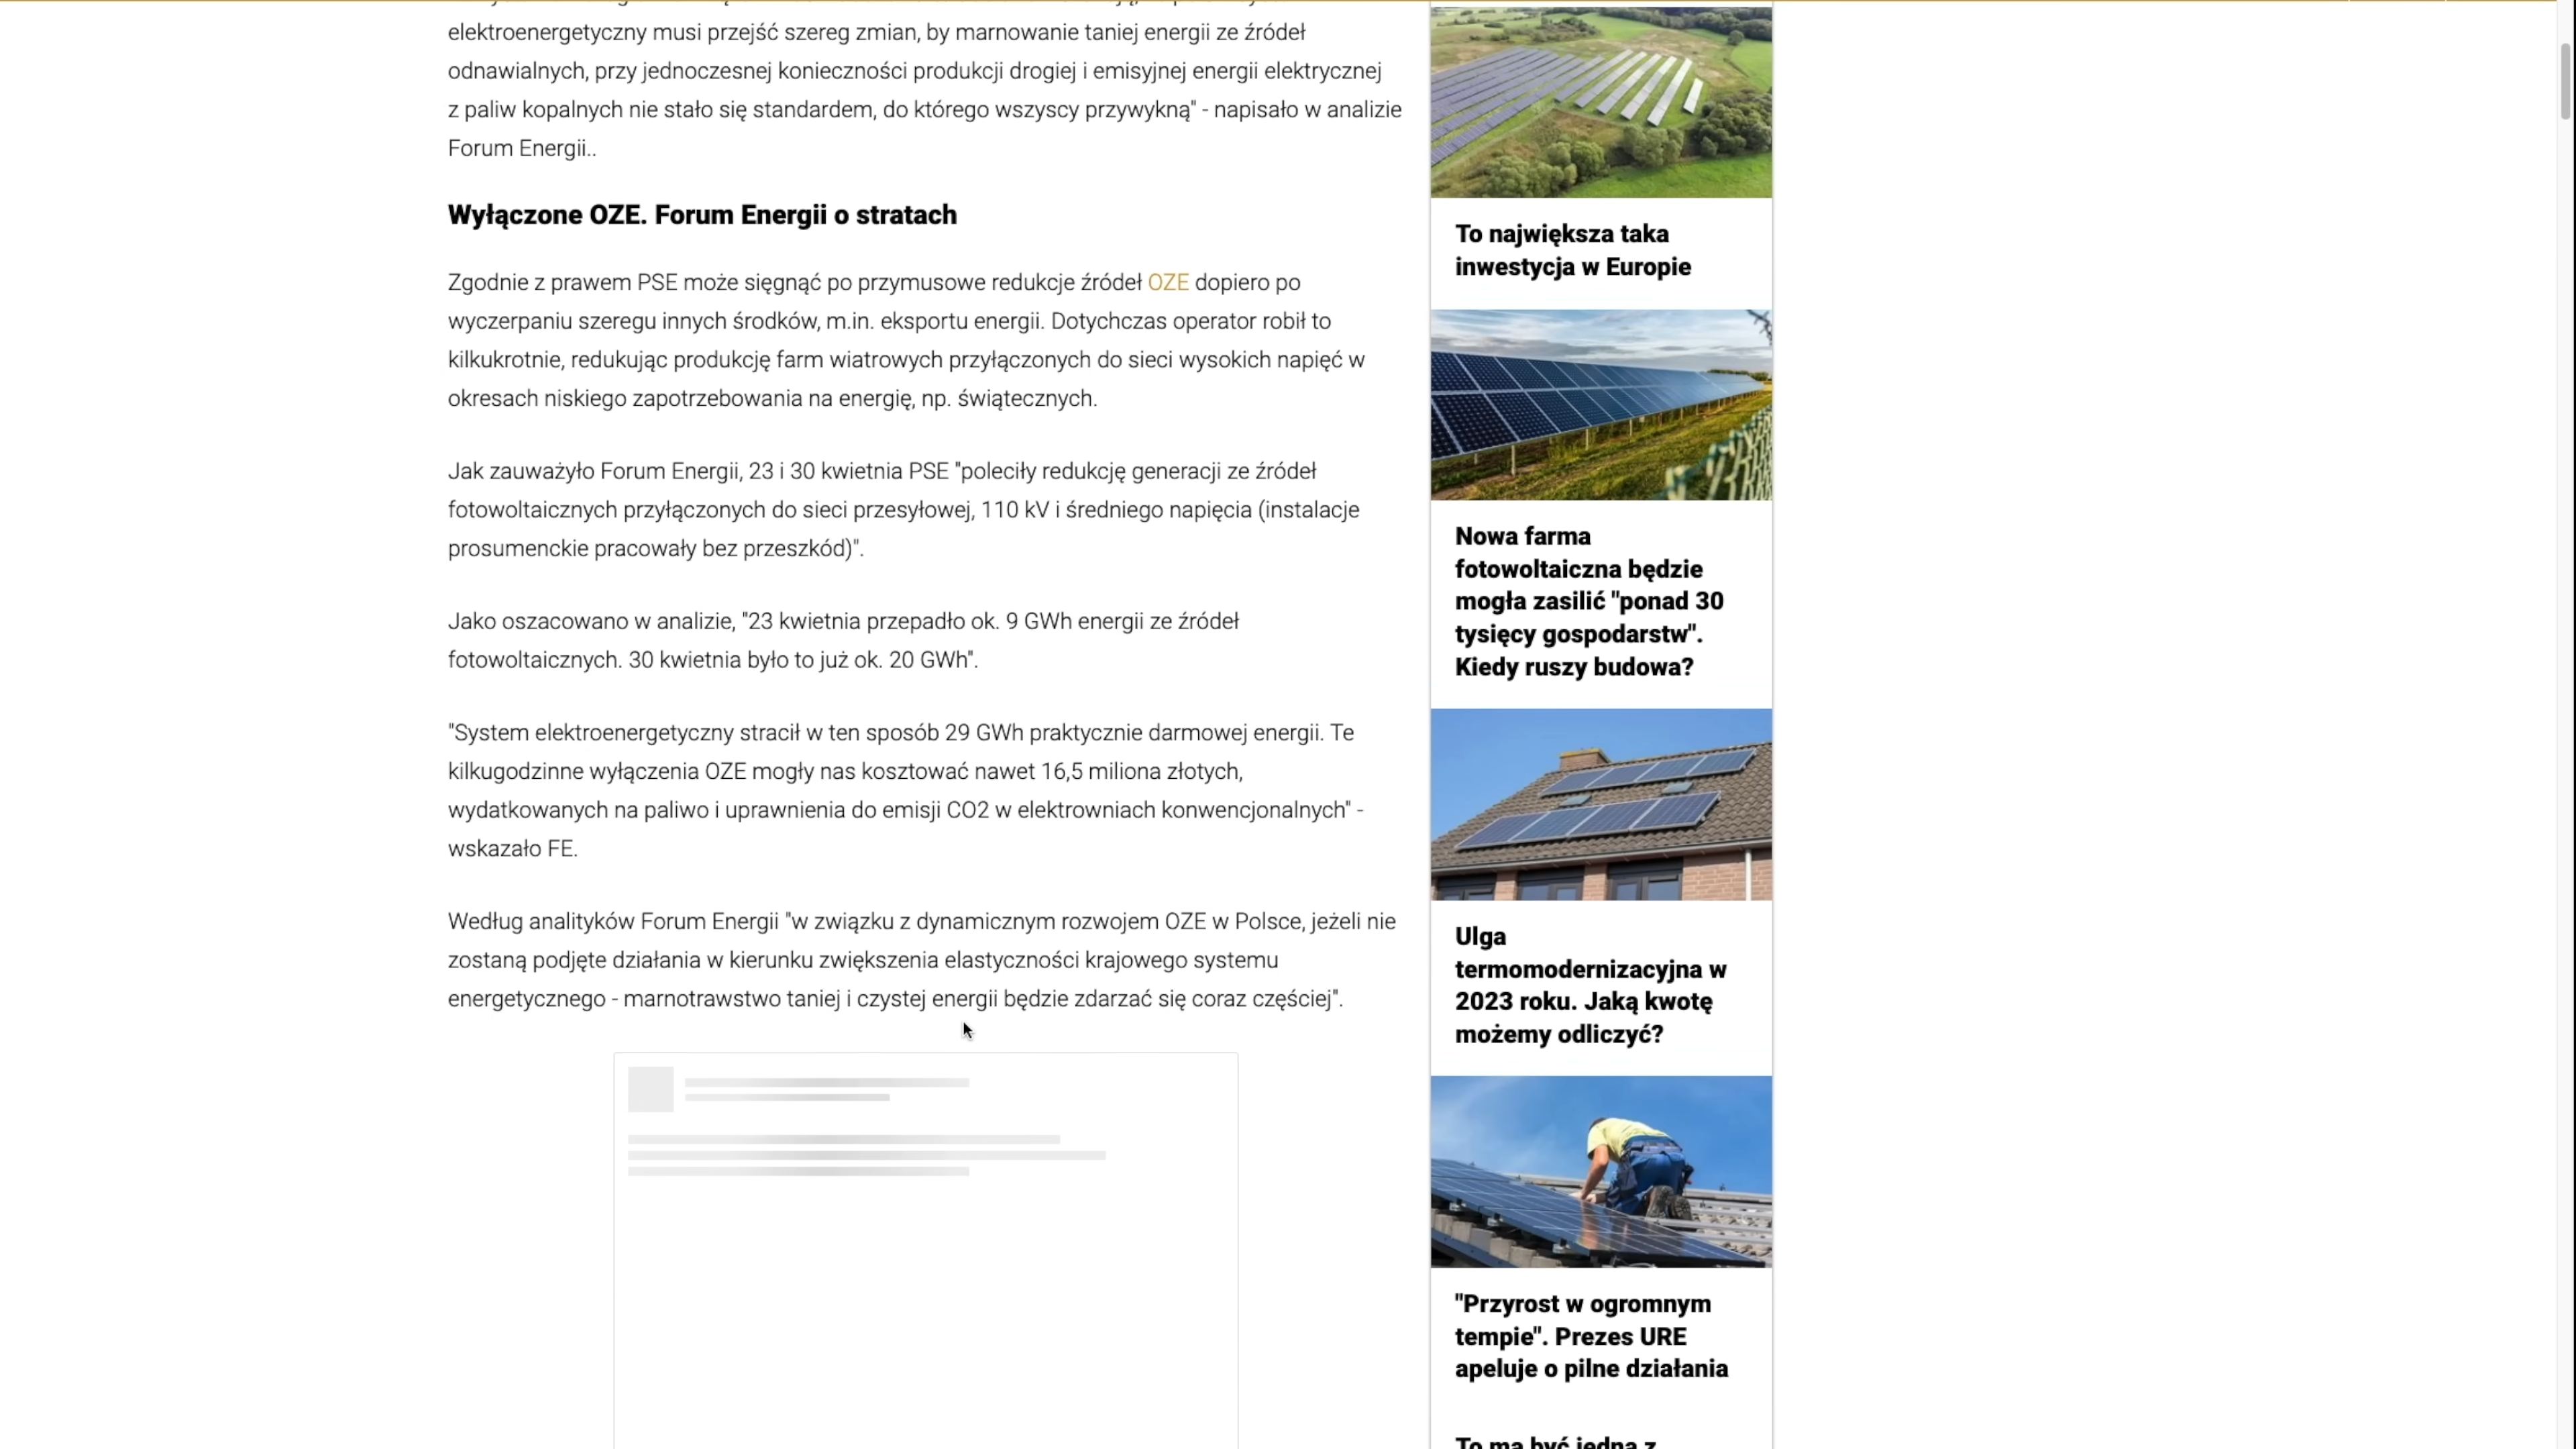 elektroenergetyczny musi przejść szereg zmian, by marnowanie taniej energii ze źródeł
odnawialnych, przy jednoczesnej konieczności produkcji drogiej i emisyjnej energii elektrycznej
z paliw kopalnych nie stało się standardem, do którego wszyscy przywykną" - napisało w analizie
Forum Energii..
Wyłączone OZE. Forum Energii o stratach
Zgodnie z prawem PSE może sięgnąć po przymusowe redukcje źródeł OZE dopiero po
wyczerpaniu szeregu innych środków, m.in. eksportu energii. Dotychczas operator robił to
kilkukrotnie, redukując produkcję farm wiatrowych przyłączonych do sieci wysokich napięć w
okresach niskiego zapotrzebowania na energię, np. świątecznych.
Jak zauważyło Forum Energii, 23 i 30 kwietnia PSE "poleciły redukcję generacji ze źródeł
fotowoltaicznych przyłączonych do sieci przesyłowej, 110 kV i średniego napięcia (instalacje
prosumenckie pracowały bez przeszkód)".
Jako oszacowano w analizie, "23 kwietnia przepadło ok. 9 GWh energii ze źródeł
fotowoltaicznych. 30 kwietnia było to już ok. 20 GWh".
"System elektroenergetyczny stracił w ten sposób 29 GWh praktycznie darmowej energii. Te
kilkugodzinne wyłączenia OZE mogły nas kosztować nawet 16,5 miliona złotych,
wydatkowanych na paliwo i uprawnienia do emisji CO2 w elektrowniach konwencjonalnych" -
wskazało FE.
Według analityków Forum Energii "w związku z dynamicznym rozwojem OZE w Polsce, jeżeli nie
zostaną podjęte działania w kierunku zwiększenia elastyczności krajowego systemu
energetycznego - marnotrawstwo taniej i czystej energii będzie zdarzać się coraz częściej".
To największa taka
inwestycja w Europie
Nowa farma
fotowoltaiczna będzie
mogła zasilić "ponad 30
tysięcy gospodarstw".
Kiedy ruszy budowa?
Ulga
termomodernizacyjna w
2023 roku. Jaką kwotę
możemy odliczyć?
"Przyrost w ogromnym
tempie". Prezes URE
apeluje o pilne działania
To ma być jedna z